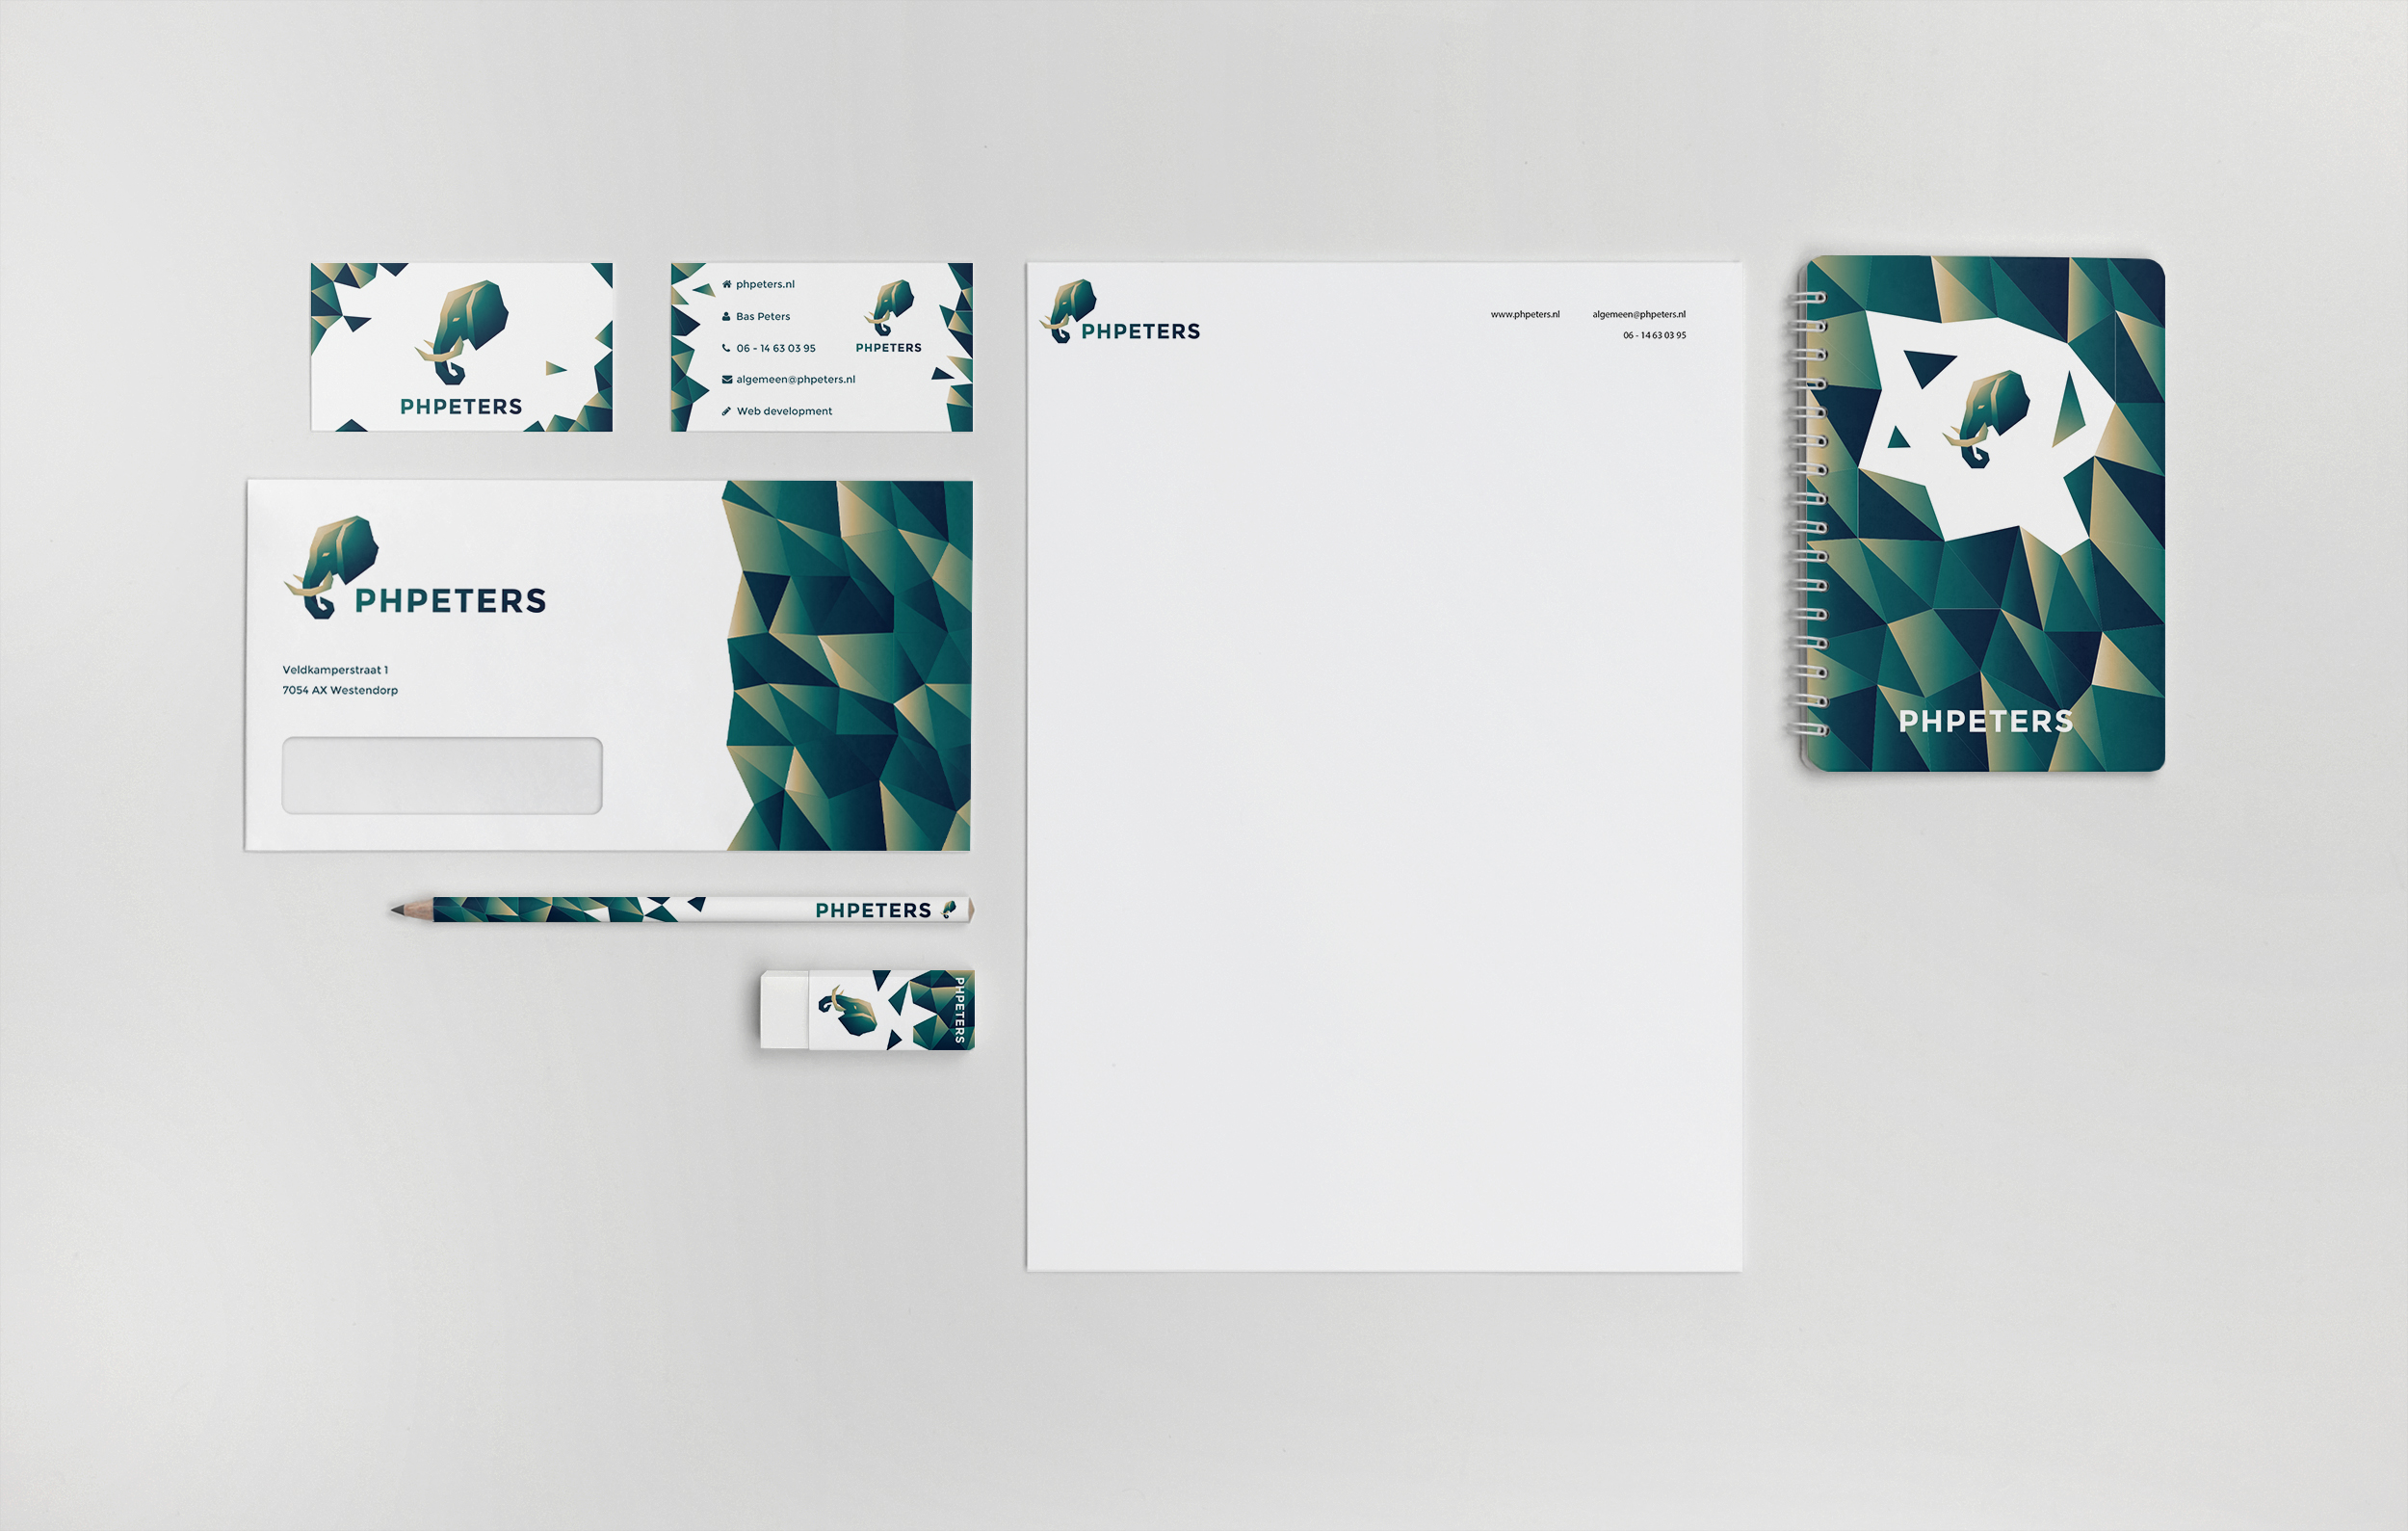 PHPETERS
phpeters.nl
Bas Peters
06 - 14 63 03 95
algemeen@phpeters.nl
Web development
PHPETERS
PHPETERS
www.phpeters.nl algemeen@phpeters.nl
06 - 14 63 03 95
PHPETERS
PHPETERS
Veldkamperstraat 1
7054 AX Westendorp
PHPETERS
PHPETERS